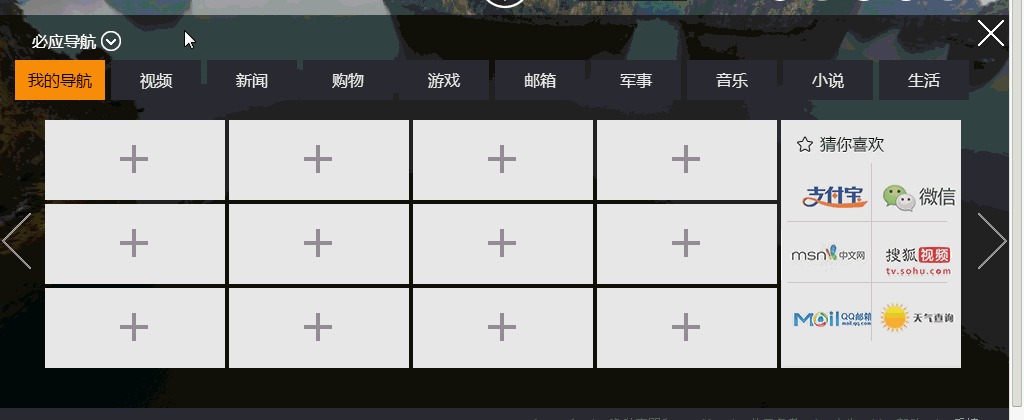 必应导航
我的导航 视频 新闻 购物 游戏 邮箱 军事 音乐 小说 生活
猜你喜欢
支付宝 微信
msn 中文网 搜狐视频
tv.sohu.com
Mail QQ邮箱 天气查询
mail.qq.com